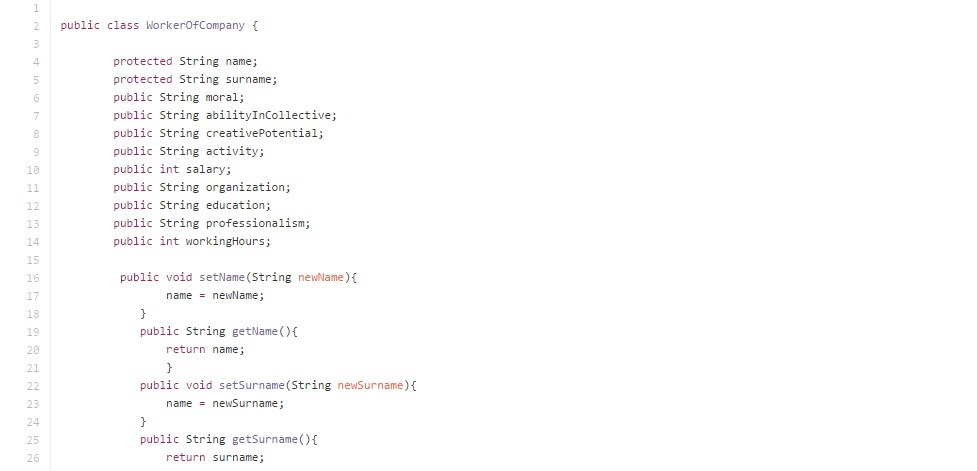 1
2 public class WorkerOfCompany {
3
4 protected String name;
5 protected String surname;
6 public String moral;
7 public String abilityInCollective;
8 public String creativePotential;
9 public String activity;
10 public int salary;
11 public String organization;
12 public String education;
13 public String professionalism;
14 public int workingHours;
15
16 public void setName(String newName){
17 name = newName;
18 }
19 public String getName(){
20 return name;
21 }
22 public void setSurname(String newSurname){
23 name = newSurname;
24 }
25 public String getSurname(){
26 return surname;